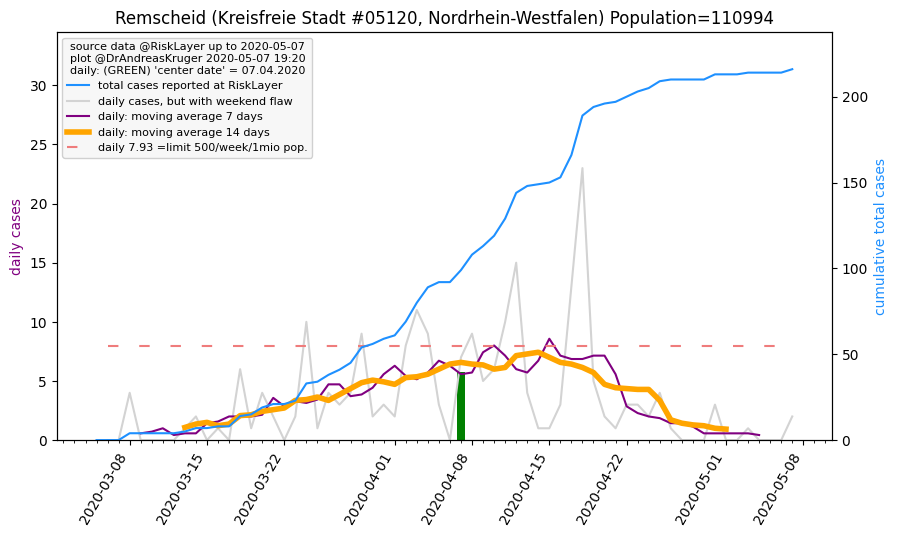 Remscheid (Kreisfreie Stadt #05120, Nordrhein-Westfalen) Population=110994
source data @RiskLayer up to 2020-05-07
plot @DrAndreasKruger 2020-05-07 19:20
daily: (GREEN) 'center date' = 07.04.2020
total cases reported at RiskLayer
daily cases, but with weekend flaw
daily: moving average 7 days
daily: moving average 14 days
daily 7.93 =limit 500/week/1mio pop.
daily cases
30
25
20
15
10
5
0
cumulative total cases
200
150
100
50
0
2020-03-08
2020-03-15
2020-03-22
2020-04-01
2020-04-08
2020-04-15
2020-04-22
2020-05-01
2020-05-08